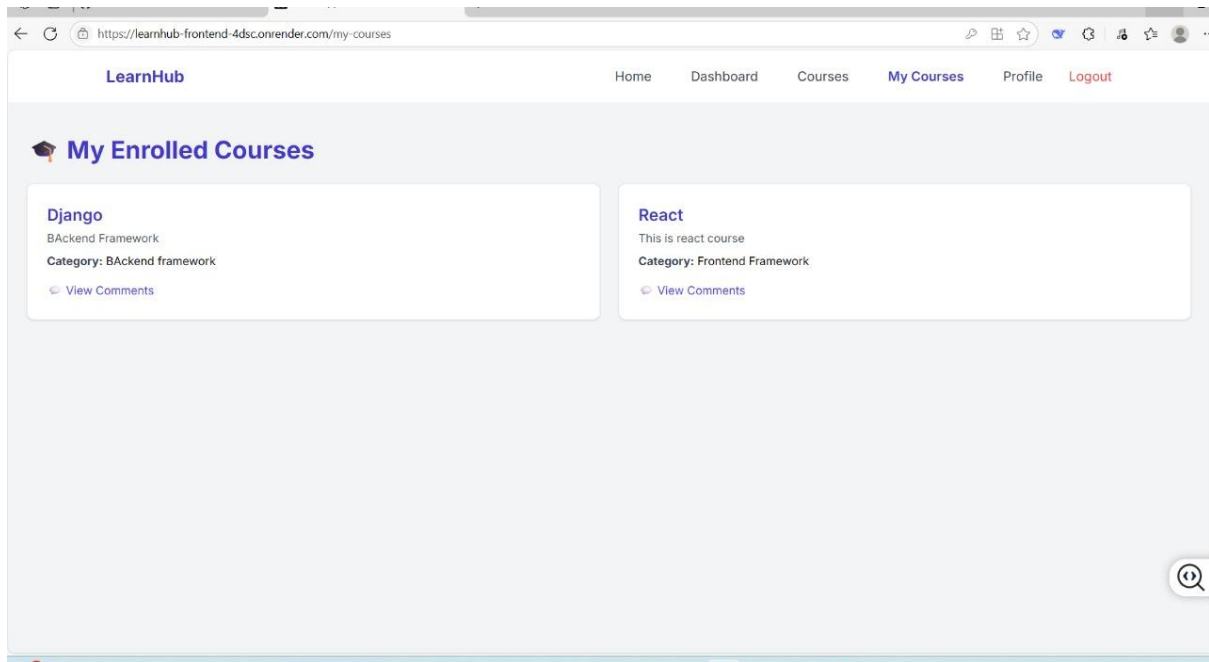 https://learnhub-frontend-4dsc.onrender.com/my-courses
LearnHub Home Dashboard Courses My Courses Profile Logout
My Enrolled Courses
Django
BAckend Framework
Category: BAckend framework
View Comments
React
This is react course
Category: Frontend Framework
View Comments